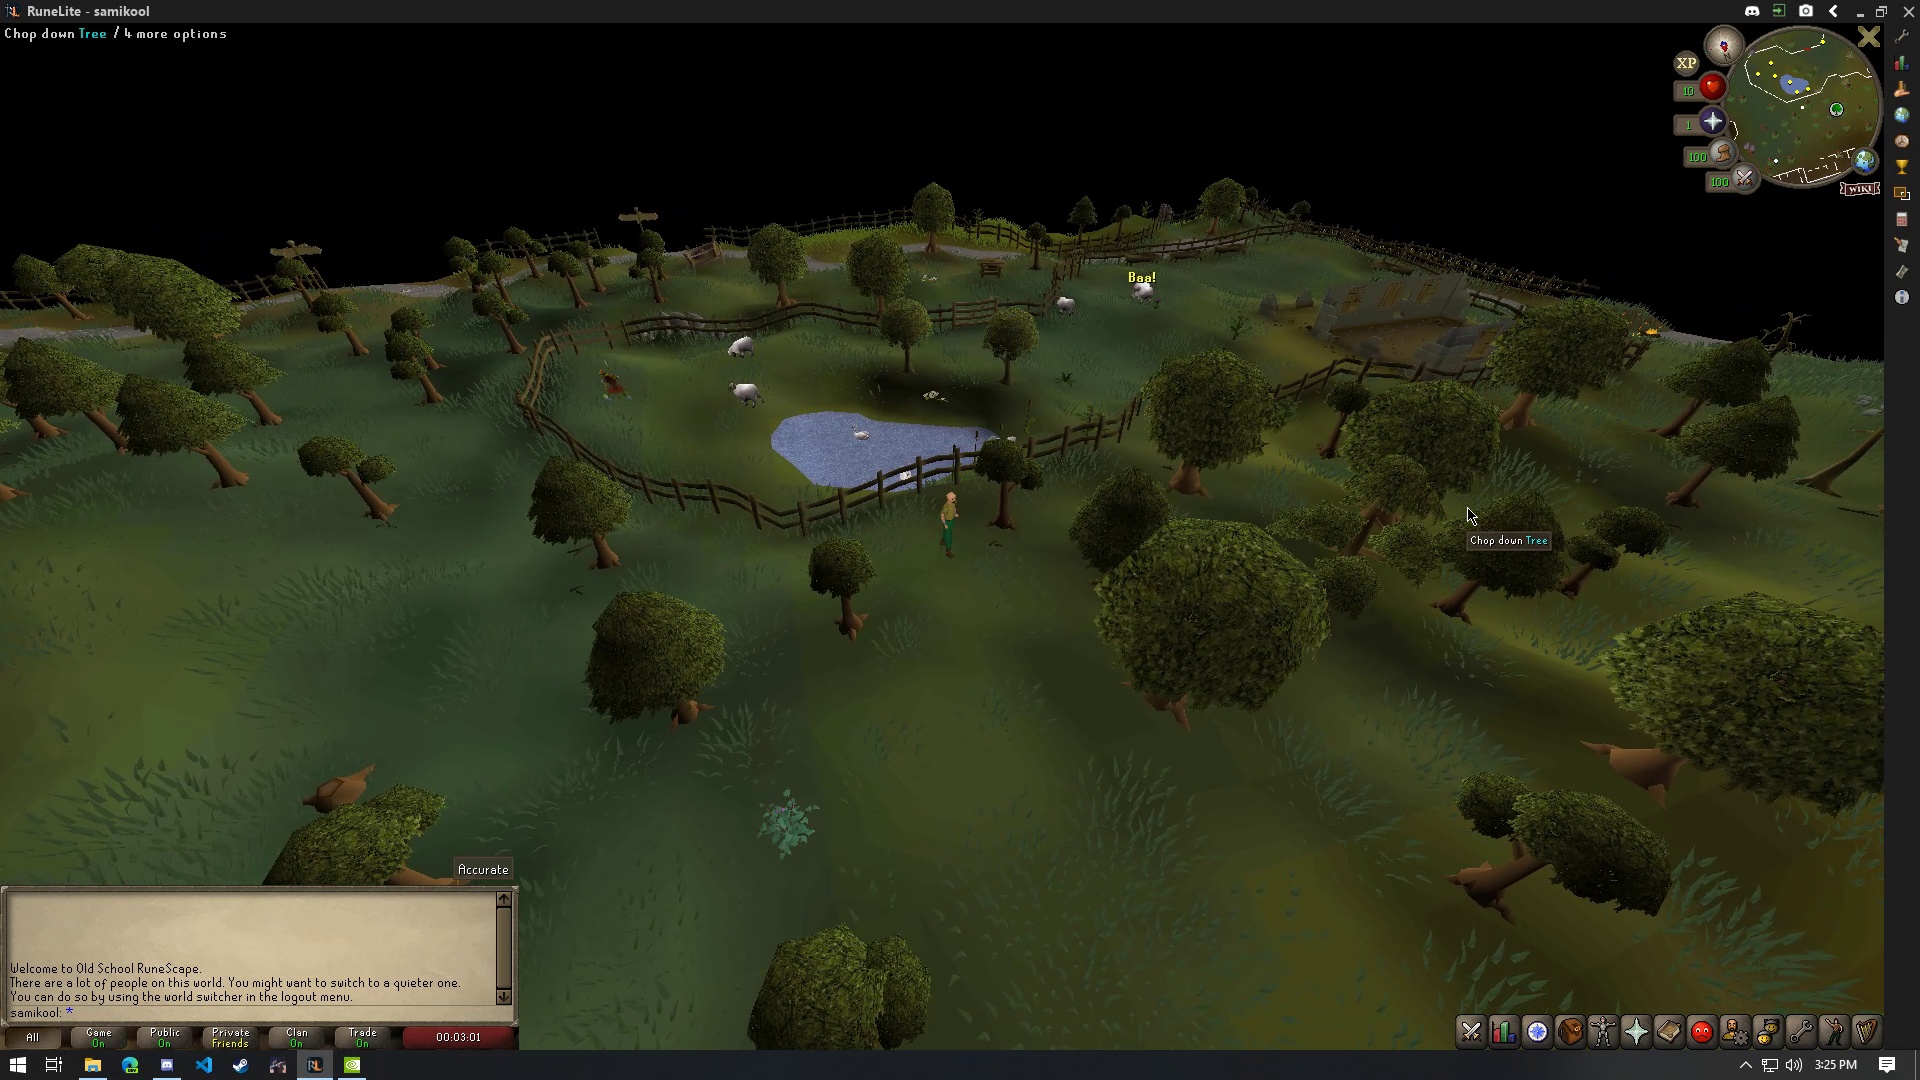 RuneLite - samikool
Chop down Tree / 4 more options
XP
10
1
100
100
WIKI
Baa!
Chop down Tree
Accurate
Welcome to Old School RuneScape.
There are a lot of people on this world. You might want to switch to a quieter one.
You can do so by using the world switcher in the logout menu.
samikool: *
All
Game
On
Public
On
Private
Friends
Clan
On
Trade
On
00:03:01
3:25 PM